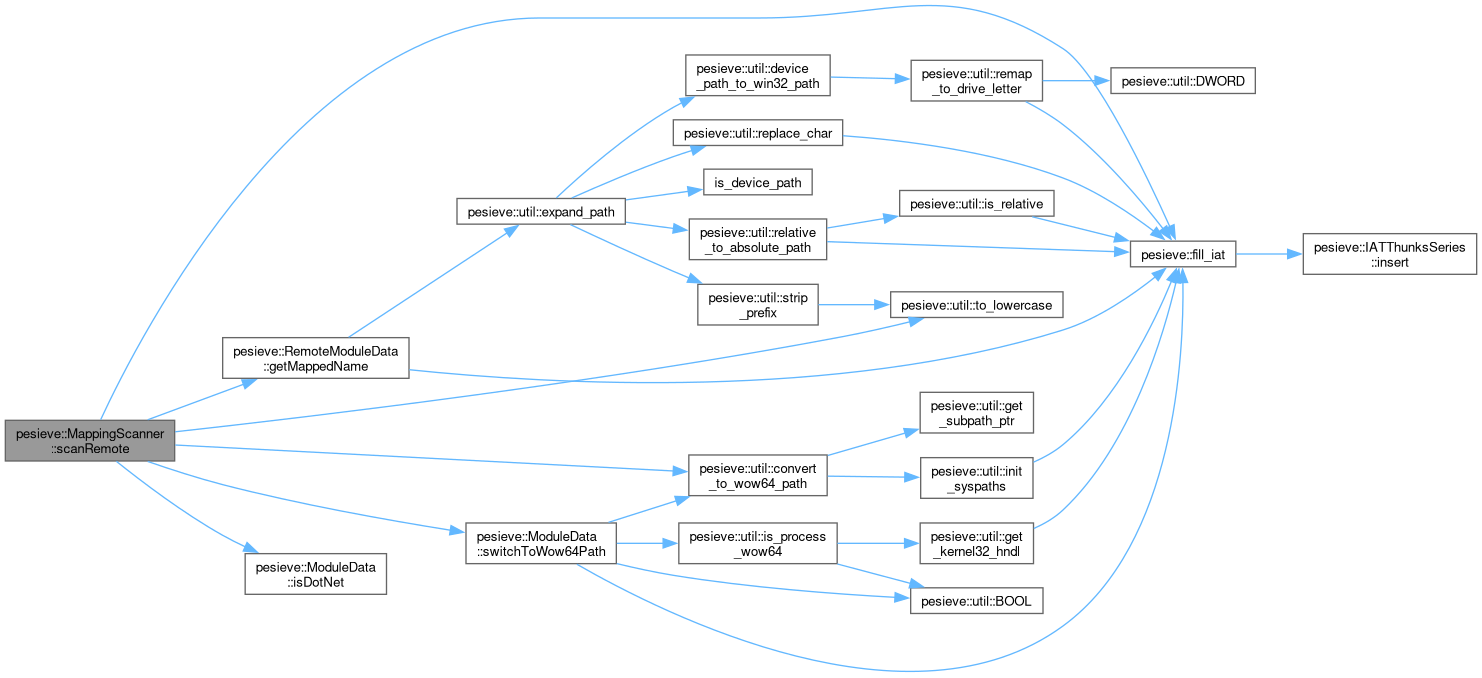 pesieve::MappingScanner
::scanRemote
pesieve::RemoteModuleData
::getMappedName
pesieve::ModuleData
::isDotNet
pesieve::util::expand_path
pesieve::ModuleData
::switchToWow64Path
pesieve::util::device
_path_to_win32_path
pesieve::util::replace_char
is_device_path
pesieve::util::relative
_to_absolute_path
pesieve::util::strip
_prefix
pesieve::util::convert
_to_wow64_path
pesieve::util::is_process
_wow64
pesieve::util::remap
_to_drive_letter
pesieve::util::is_relative
pesieve::util::to_lowercase
pesieve::util::get
_subpath_ptr
pesieve::util::init
_syspaths
pesieve::util::get
_kernel32_hndl
pesieve::util::BOOL
pesieve::util::DWORD
pesieve::fill_iat
pesieve::IATThunksSeries
::insert